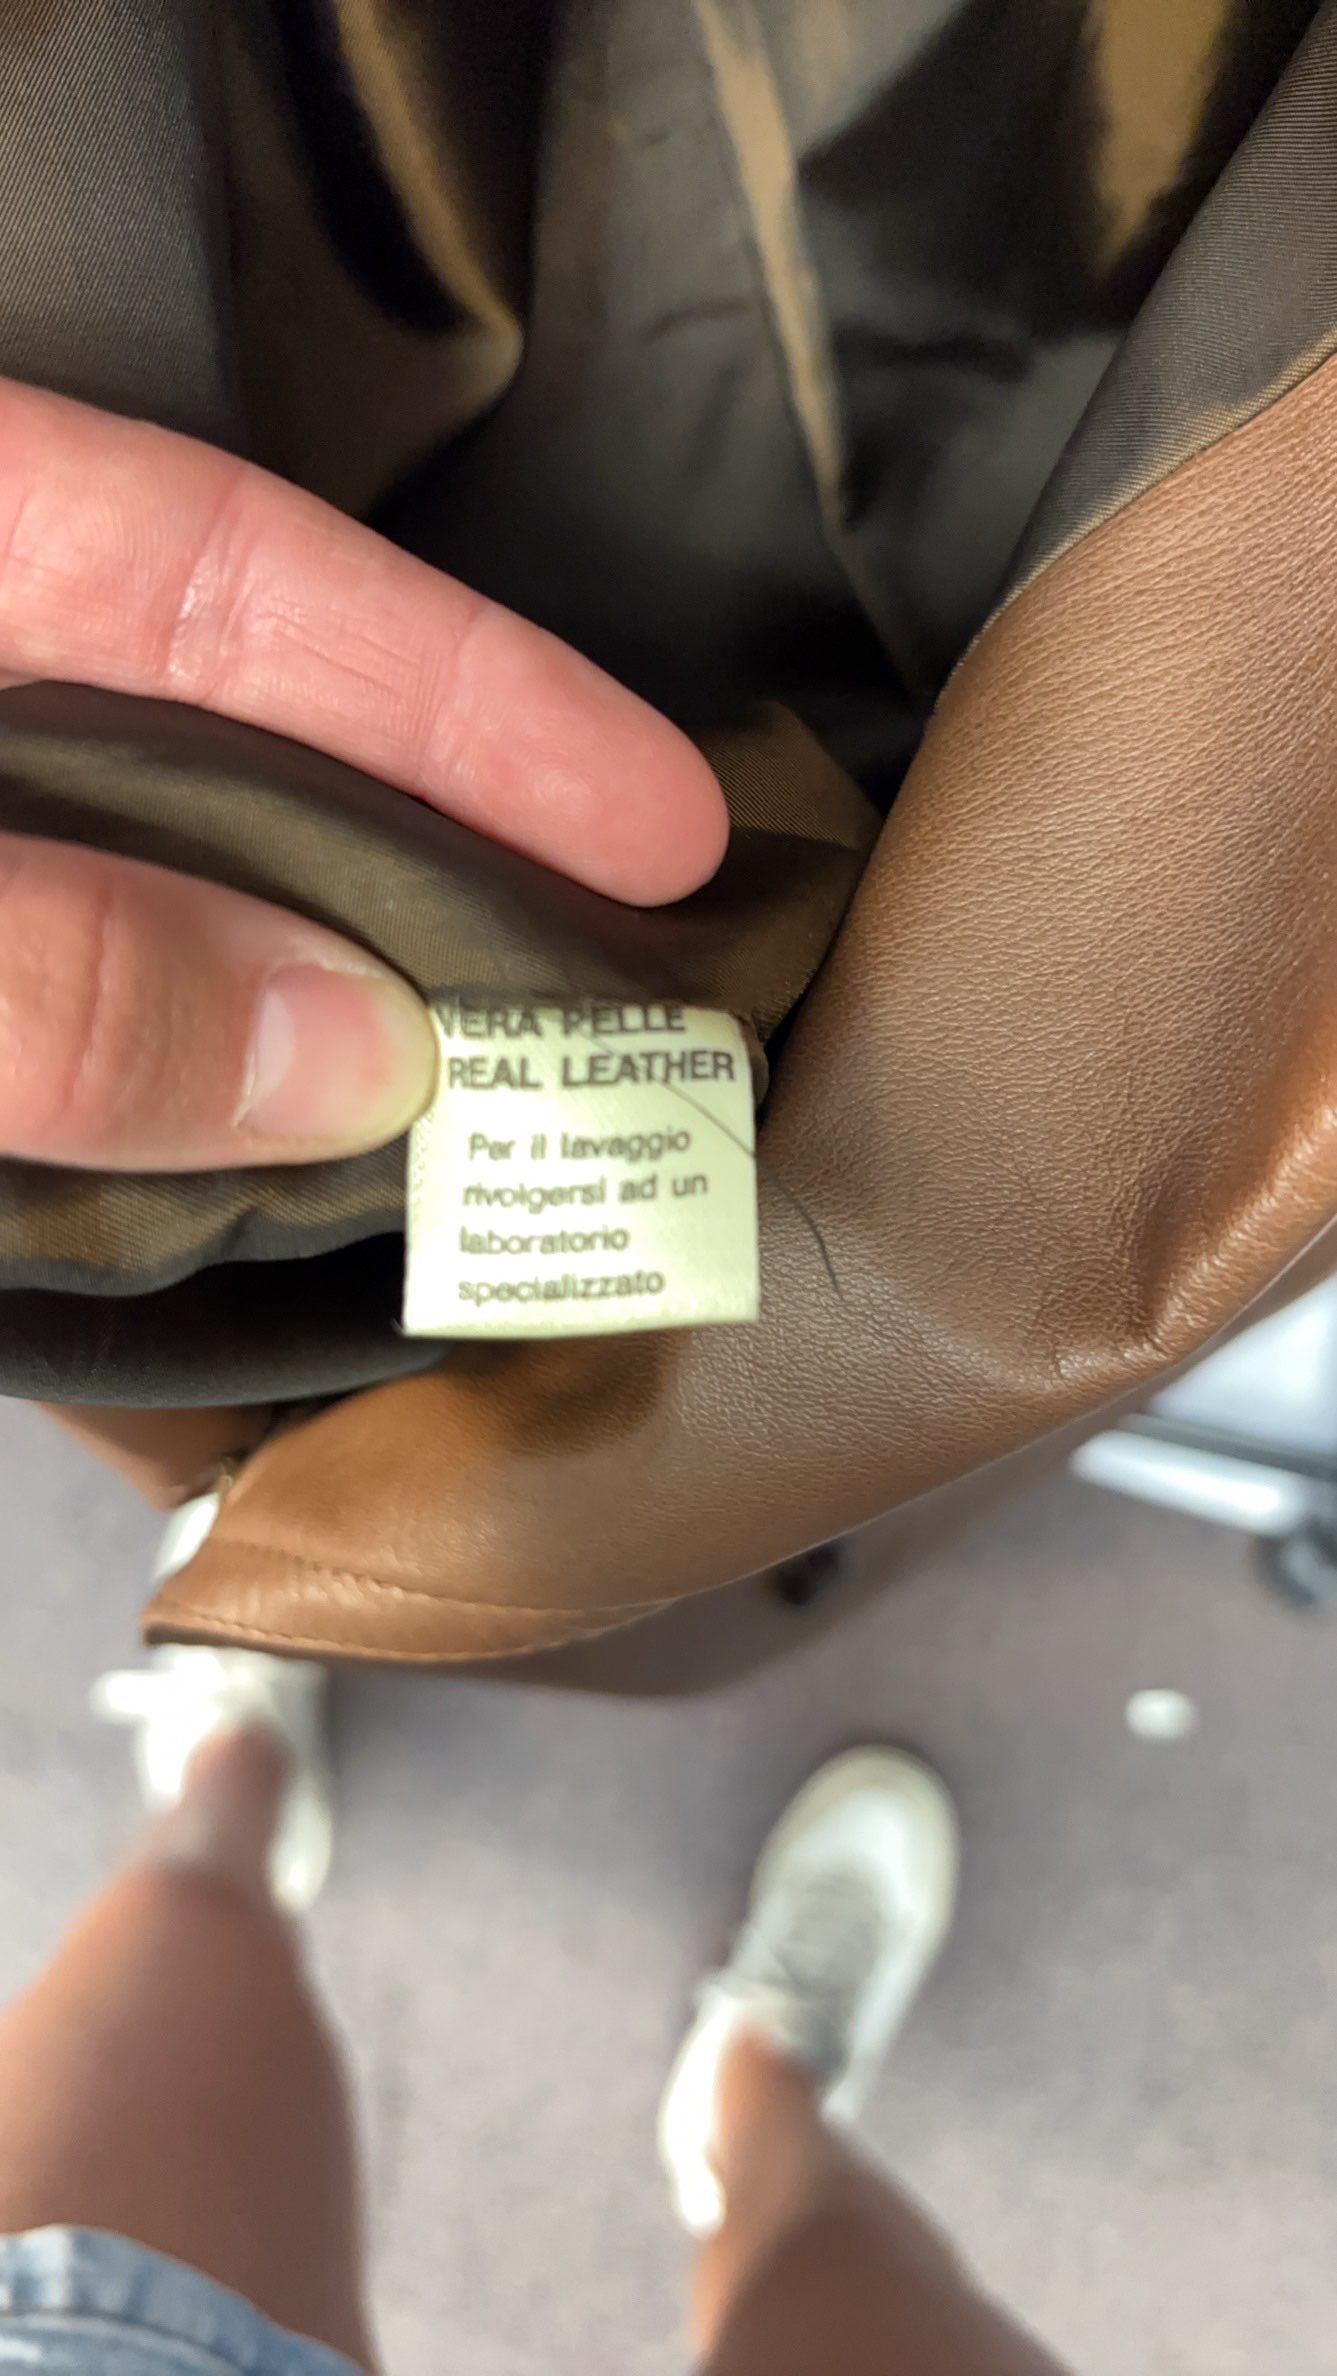 VERA PELLE
REAL LEATHER
Per il lavaggio
rivolgersi ad un
laboratorio
specializzato